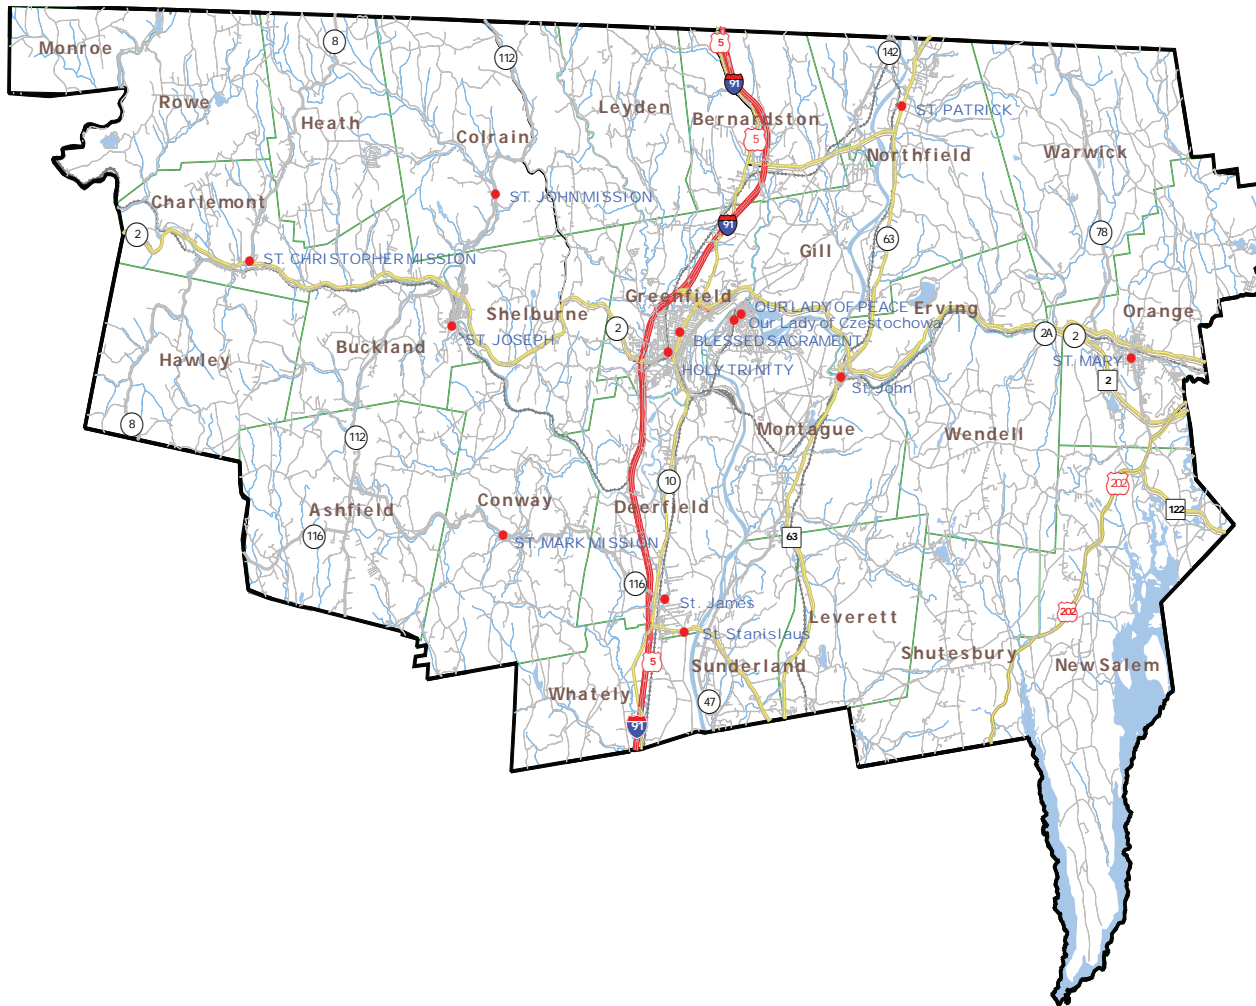 5
8
142
Monroe
112
91
Rowe
Leyden
ST. PATRICK
Heath
Bernardston
Colrain
5
Northfield
Warwick
ST. JOHN MISSION
Charlemont
91
2
78
63
Gill
ST. CHRISTOPHER MISSION
Greenfield
OUR LADY OF PEACE
Erving
Orange
Shelburne
Our Lady of Czestochowa
2
2A
2
ST. JOSEPH
BLESSED SACRAMENT
Buckland
Hawley
ST. MARY
HOLY TRINITY
2
St. John
8
Montague
Wendell
112
10
202
Conway
Deerfield
Ashfield
122
116
63
ST. MARK MISSION
116
St. James
202
Leverett
St Stanislaus
Shutesbury
5
Sunderland
New Salem
Whately
47
91